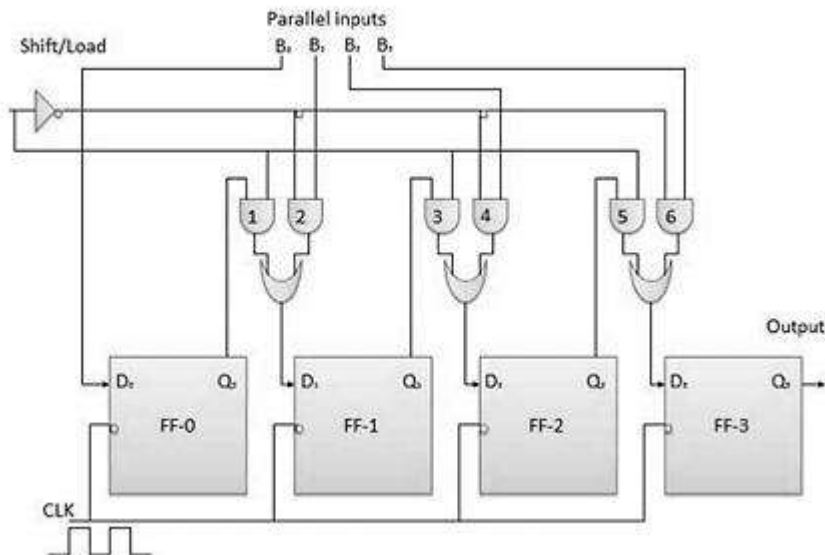 Parallel inputs
Shift/Load
B₀ B₁ B₂ B₃
1 2 3 4 5 6
Output
D₀ Q₀ D₁ Q₁ D₂ Q₂ D₃ Q₃
FF-0 FF-1 FF-2 FF-3
CLK